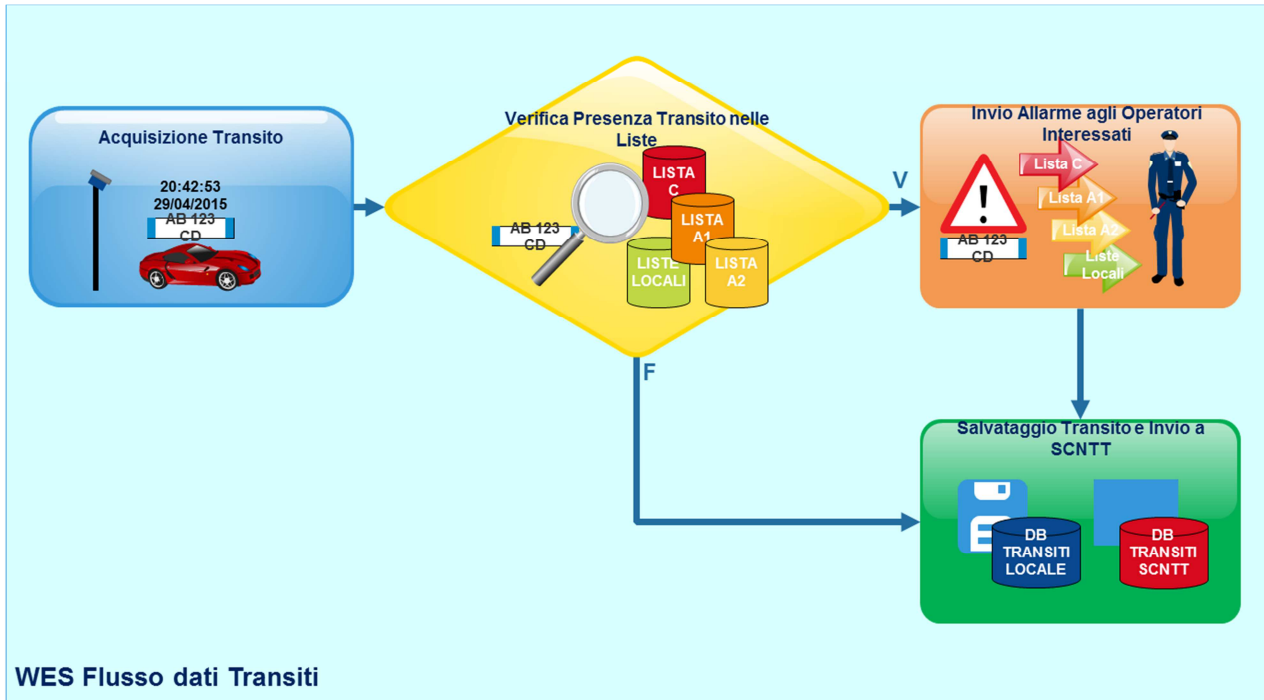 Acquisizione Transito
20:42:53
29/04/2015
AB 123
CD
Verifica Presenza Transito nelle
Liste
LISTA
C
LISTA
A1
LISTE
LOCALI
LISTA
A2
AB 123
CD
V
F
Invio Allarme agli Operatori
Interessati
Lista C
Lista A1
Lista A2
Liste
Locali
!
AB 123
CD
Salvataggio Transito e Invio a
SCNTT
DB
TRANSITI
LOCALE
DB
TRANSITI
SCNTT
WES Flusso dati Transiti